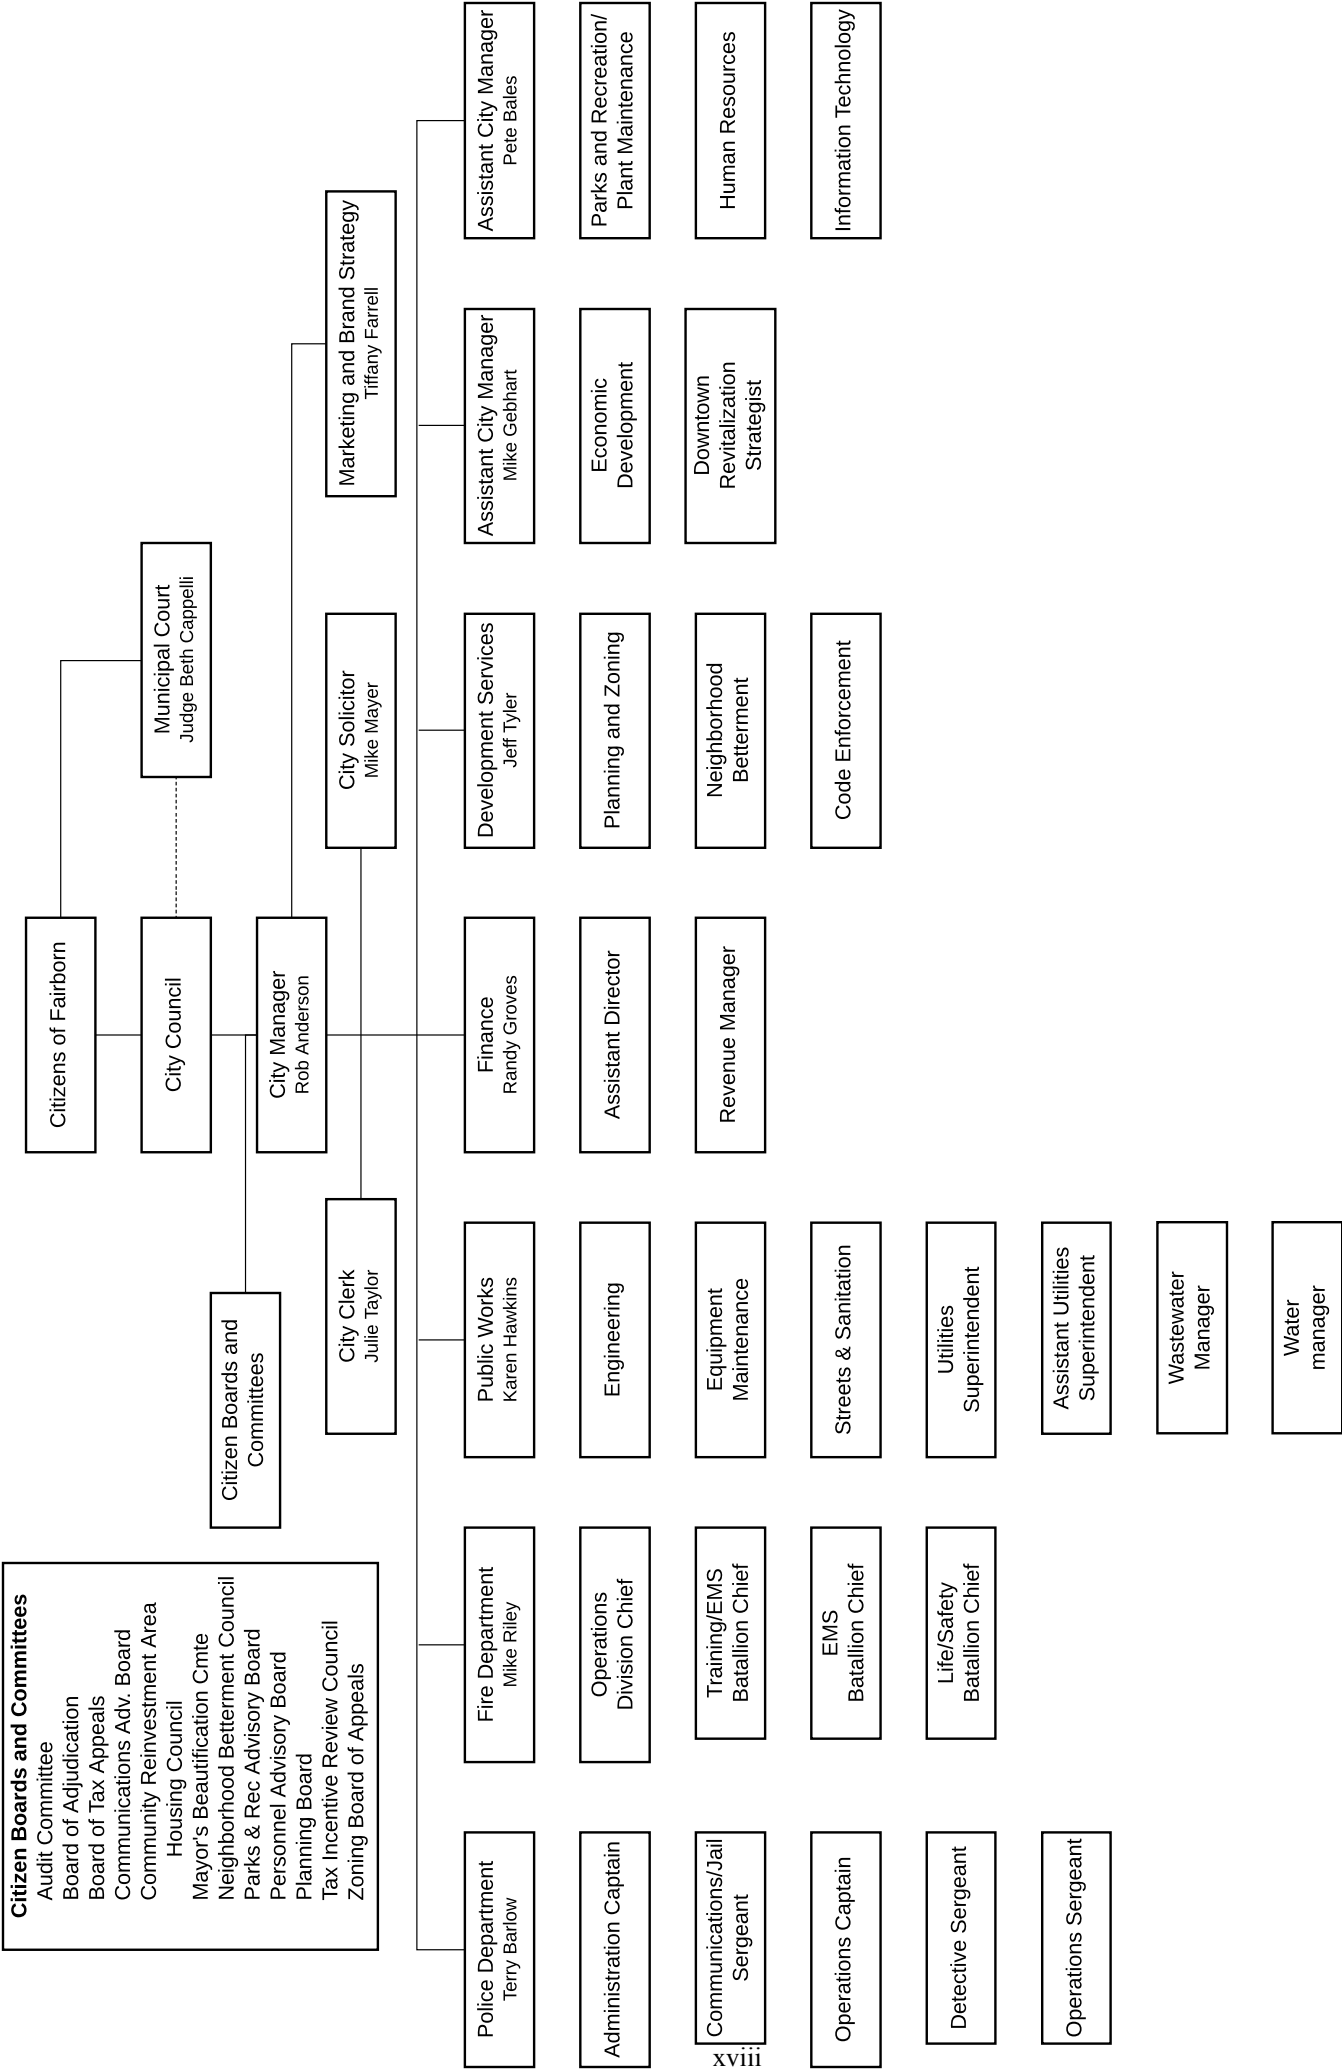 Citizens of Fairborn
Municipal Court
Judge Beth Cappelli
City Council
Citizen Boards and
Committees
City Manager
Rob Anderson
City Clerk
Julie Taylor
City Solicitor
Mike Mayer
Marketing and Brand Strategy
Tiffany Farrell
Citizen Boards and Committees
Audit Committee
Board of Adjudication
Board of Tax Appeals
Communications Adv. Board
Community Reinvestment Area
Housing Council
Mayor's Beautification Cmte
Neighborhood Betterment Council
Parks & Rec Advisory Board
Personnel Advisory Board
Planning Board
Tax Incentive Review Council
Zoning Board of Appeals
Police Department
Terry Barlow
Administration Captain
Communications/Jail
Sergeant
Operations Captain
Detective Sergeant
Operations Sergeant
Fire Department
Mike Riley
Operations
Division Chief
Training/EMS
Batallion Chief
EMS
Batallion Chief
Life/Safety
Batallion Chief
Public Works
Karen Hawkins
Engineering
Equipment
Maintenance
Streets & Sanitation
Utilities
Superintendent
Assistant Utilities
Superintendent
Wastewater
Manager
Water
manager
Finance
Randy Groves
Assistant Director
Revenue Manager
Development Services
Jeff Tyler
Planning and Zoning
Neighborhood
Betterment
Code Enforcement
Assistant City Manager
Mike Gebhart
Economic
Development
Downtown
Revitalization
Strategist
Assistant City Manager
Pete Bales
Parks and Recreation/
Plant Maintenance
Human Resources
Information Technology
xviii